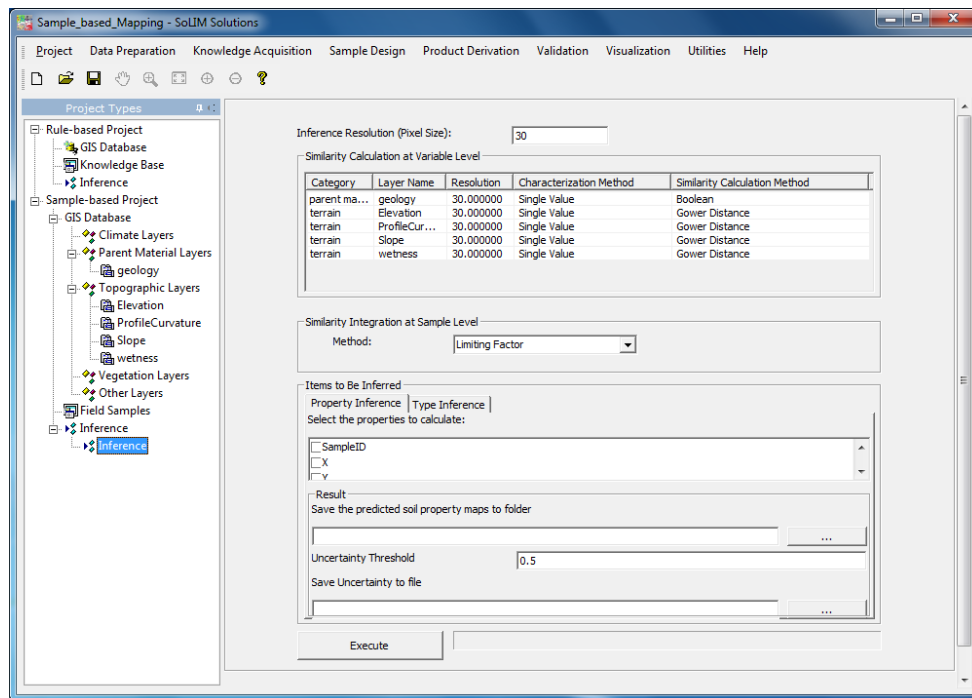 Sample_based_Mapping - SoLIM Solutions
Project Data Preparation Knowledge Acquisition Sample Design Product Derivation Validation Visualization Utilities Help
Project Types
Rule-based Project
GIS Database
Knowledge Base
Inference
Sample-based Project
GIS Database
Climate Layers
Parent Material Layers
geology
Topographic Layers
Elevation
ProfileCurvature
Slope
wetness
Vegetation Layers
Other Layers
Field Samples
Inference
Inference
Inference Resolution (Pixel Size): 30
Similarity Calculation at Variable Level
Category Layer Name Resolution Characterization Method Similarity Calculation Method
parent ma... geology 30.000000 Single Value Boolean
terrain Elevation 30.000000 Single Value Gower Distance
terrain ProfileCur... 30.000000 Single Value Gower Distance
terrain Slope 30.000000 Single Value Gower Distance
terrain wetness 30.000000 Single Value Gower Distance
Similarity Integration at Sample Level
Method: Limiting Factor
Items to Be Inferred
Property Inference Type Inference
Select the properties to calculate:
SampleID
X
Y
Result
Save the predicted soil property maps to folder
...
Uncertainty Threshold 0.5
Save Uncertainty to file
...
Execute